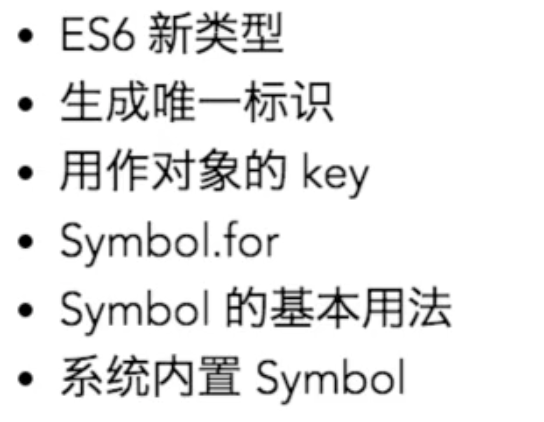 • ES6 新类型
• 生成唯一标识
• 用作对象的 key
• Symbol.for
• Symbol 的基本用法
• 系统内置 Symbol